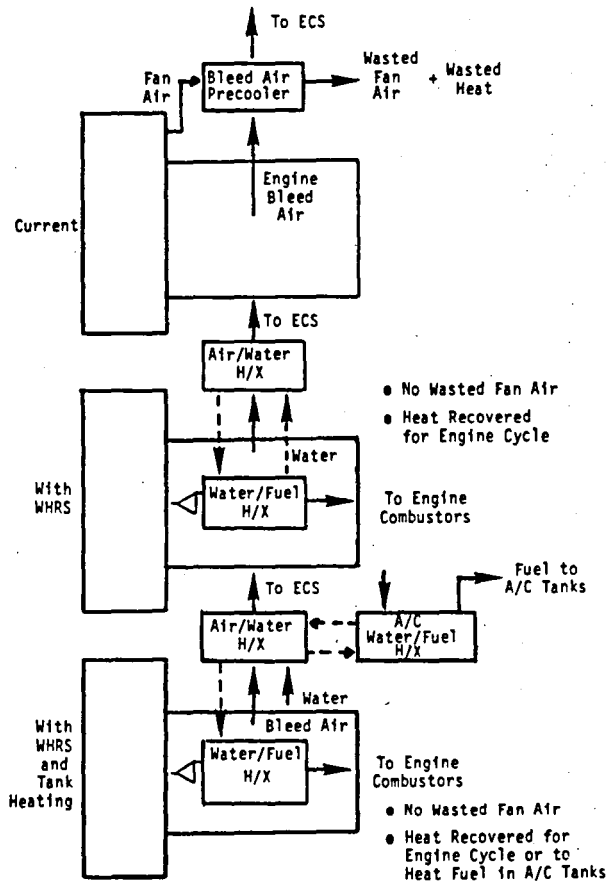 To ECS
Fan
Air
Bleed Air
Precooler
Wasted
Fan
Air
+ Wasted
Heat
Engine
Bleed
Air
Current
To ECS
Air/Water
H/X
• No Wasted Fan Air
• Heat Recovered
for Engine Cycle
Water
With
WHRS
Water/Fuel
H/X
To Engine
Combustors
To ECS
Fuel to
A/C Tanks
Air/Water
H/X
A/C
Water/Fuel
H/X
Water
Bleed Air
With
WHRS
and
Tank
Heating
Water/Fuel
H/X
To Engine
Combustors
• No Wasted Fan Air
• Heat Recovered for
Engine Cycle or to
Heat Fuel in A/C Tanks